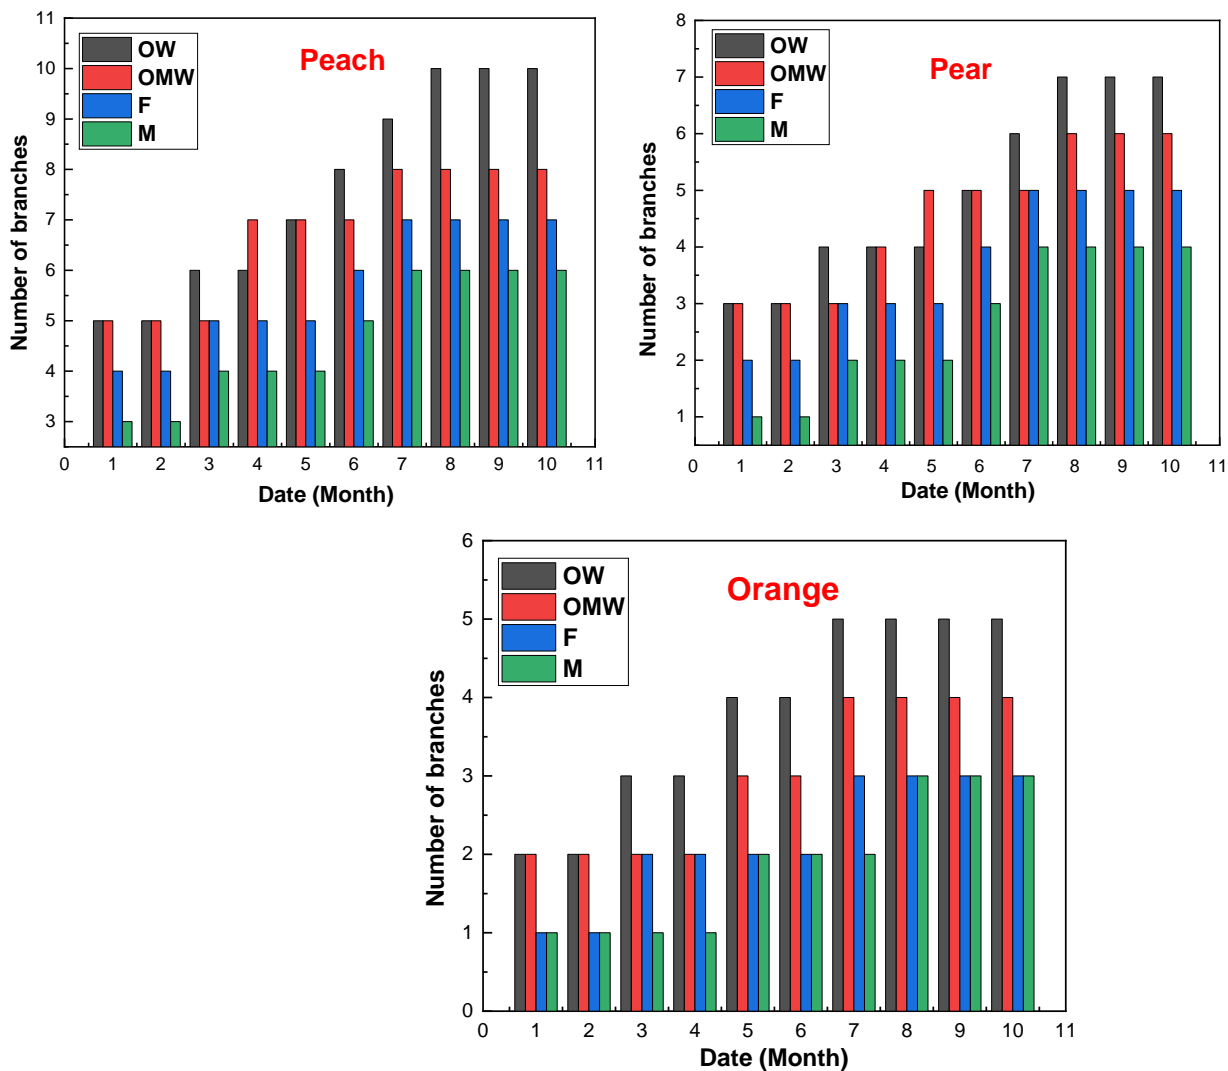 Peach
OW
OMW
F
M
11
10
9
8
7
6
5
4
3
Number of branches
0 1 2 3 4 5 6 7 8 9 10 11
Date (Month)
Pear
OW
OMW
F
M
8
7
6
5
4
3
2
1
Number of branches
0 1 2 3 4 5 6 7 8 9 10 11
Date (Month)
Orange
OW
OMW
F
M
6
5
4
3
2
1
0
Number of branches
0 1 2 3 4 5 6 7 8 9 10 11
Date (Month)